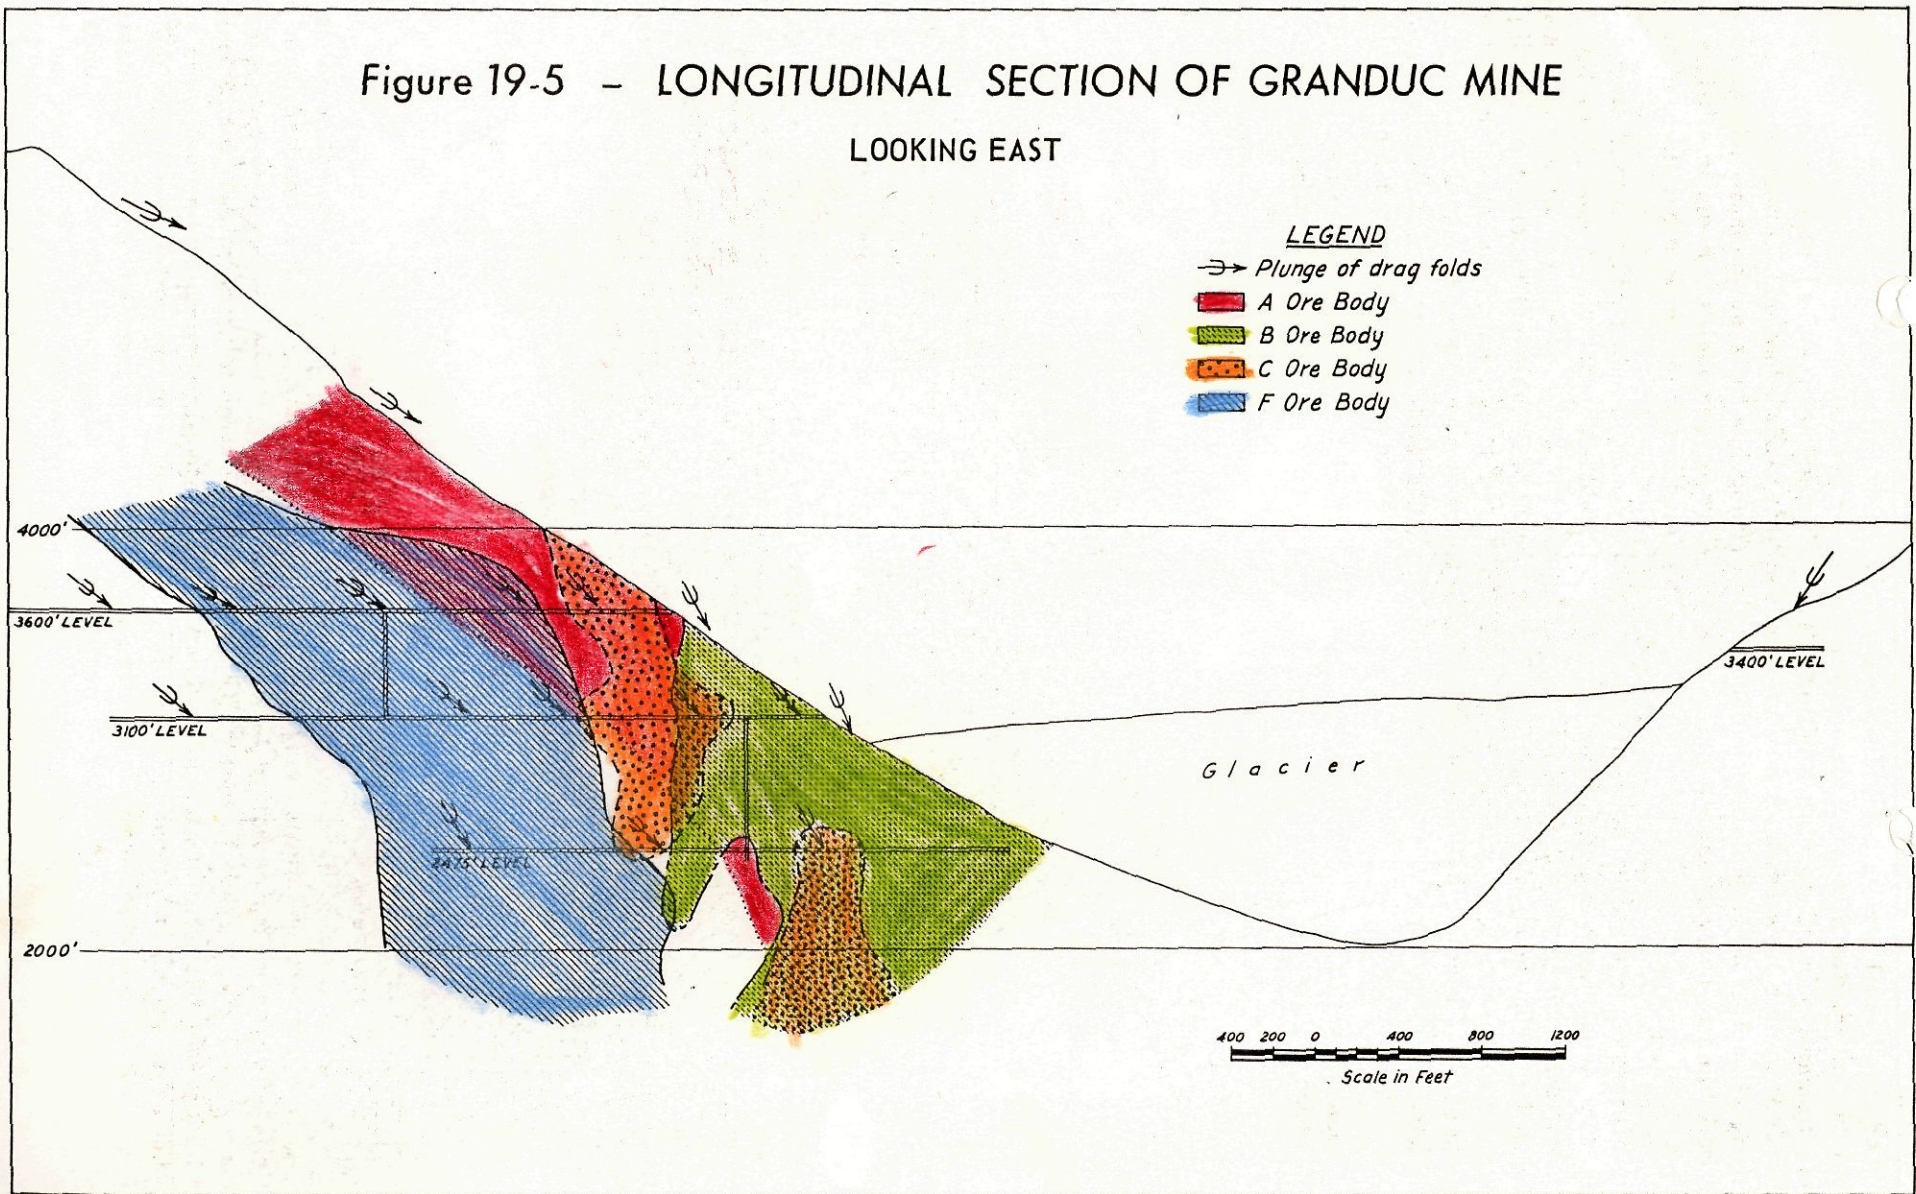 Figure 19-5 – LONGITUDINAL SECTION OF GRANDUC MINE
LOOKING EAST
LEGEND
Plunge of drag folds
A Ore Body
B Ore Body
C Ore Body
F Ore Body
4000'
3600' LEVEL
3400' LEVEL
3100' LEVEL
Glacier
2475' LEVEL
2000'
400 200 0 400 800 1200
Scale in Feet